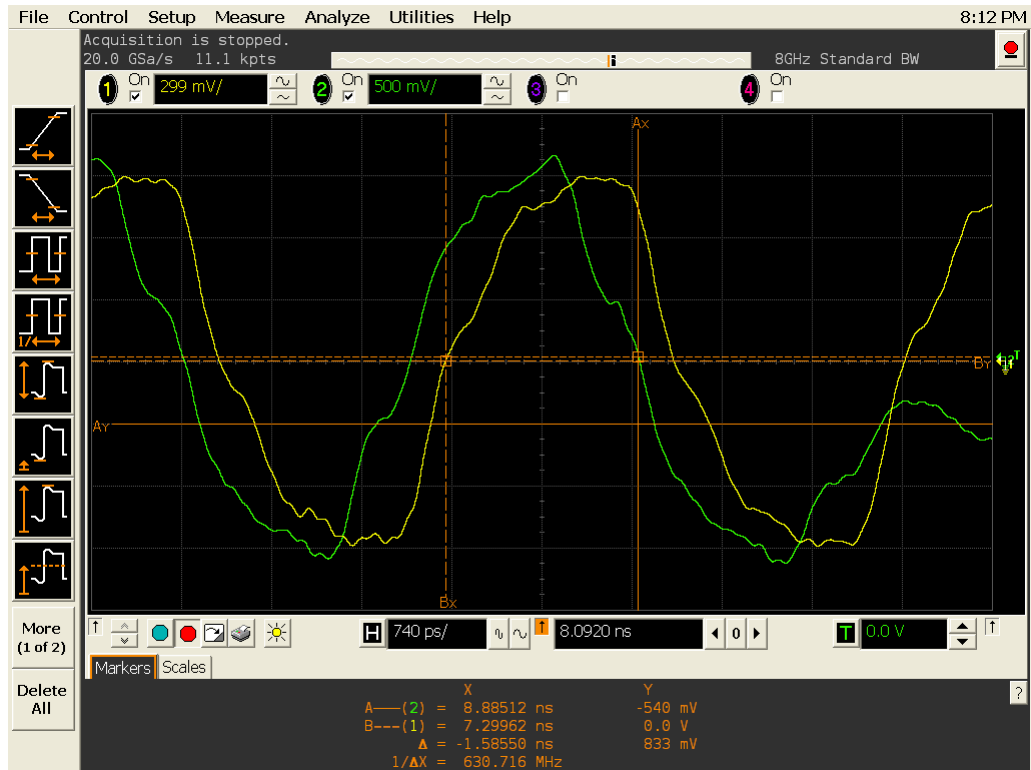 File Control Setup Measure Analyze Utilities Help 8:12 PM
Acquisition is stopped.
20.0 GSa/s 11.1 kpts 8GHz Standard BW
1 On 299 mV/ 2 On 500 mV/ 3 On 4 On
Ax
Ay
By
Bx
T
1/
More
(1 of 2)
Delete
All
H 740 ps/ 8.0920 ns 0 T 0.0 V
Markers Scales
?
X Y
A───(2) = 8.88512 ns -540 mV
B---(1) = 7.29962 ns 0.0 V
Δ = -1.58550 ns 833 mV
1/ΔX = 630.716 MHz